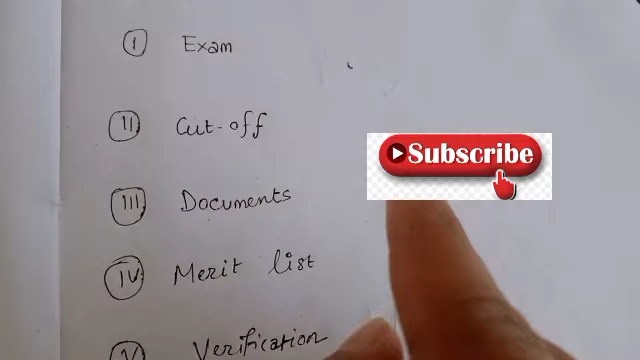 I Exam
II Cut-off
Subscribe
III Documents
IV Merit list
V Verification